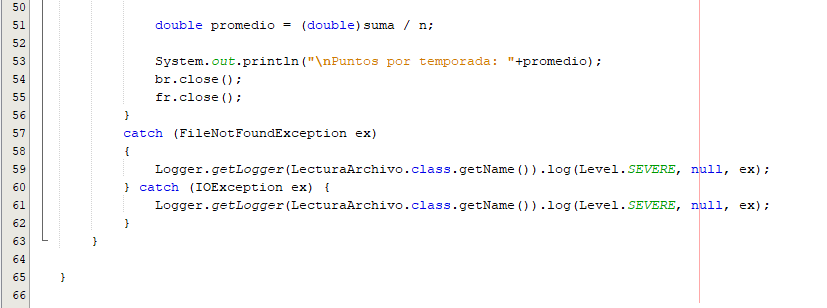 50
51 double promedio = (double)suma / n;
52
53 System.out.println("\nPuntos por temporada: "+promedio);
54 br.close();
55 fr.close();
56 }
57 catch (FileNotFoundException ex)
58 {
59 Logger.getLogger(LecturaArchivo.class.getName()).log(Level.SEVERE, null, ex);
60 } catch (IOException ex) {
61 Logger.getLogger(LecturaArchivo.class.getName()).log(Level.SEVERE, null, ex);
62 }
63 }
64
65 }
66